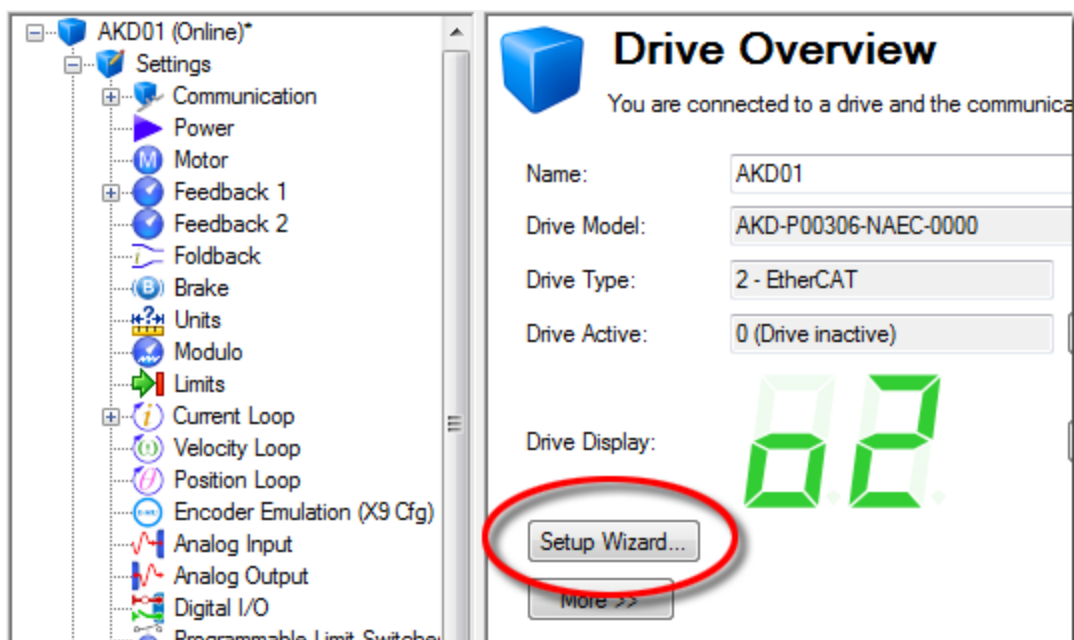 AKD01 (Online)*
Settings
Communication
Power
Motor
Feedback 1
Feedback 2
Foldback
Brake
Units
Modulo
Limits
Current Loop
Velocity Loop
Position Loop
Encoder Emulation (X9 Cfg)
Analog Input
Analog Output
Digital I/O
Programmable Limit Switche
Drive Overview
You are connected to a drive and the communica
Name: AKD01
Drive Model: AKD-P00306-NAEC-0000
Drive Type: 2 - EtherCAT
Drive Active: 0 (Drive inactive)
Drive Display: o2
Setup Wizard...
More >>